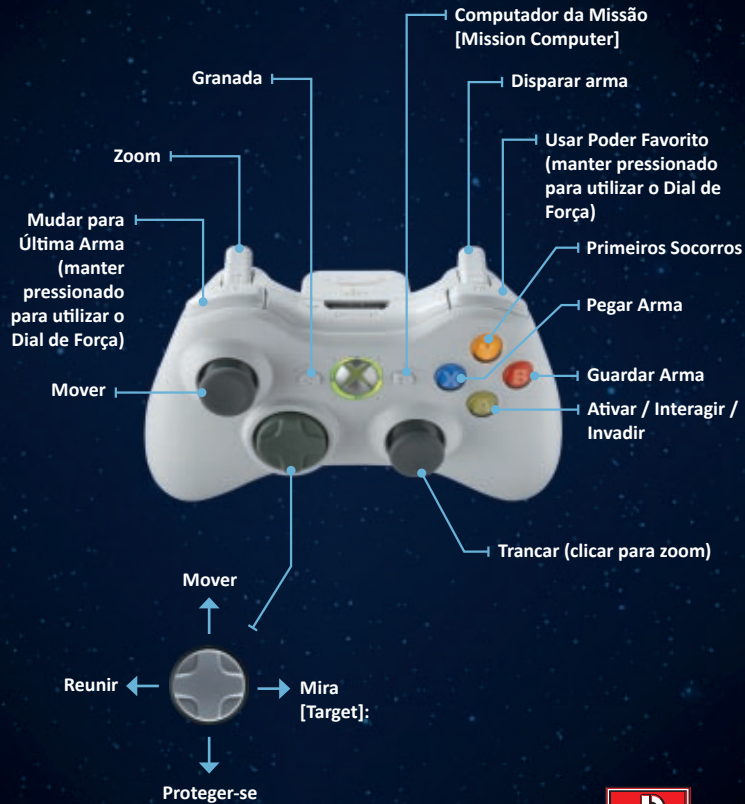 Computador da Missão
[Mission Computer]
Granada
Disparar arma
Zoom
Usar Poder Favorito
(manter pressionado
para utilizar o Dial de
Força)
Mudar para
Última Arma
(manter
pressionado
para utilizar o
Dial de Força)
Primeiros Socorros
Pegar Arma
Mover
Guardar Arma
Ativar / Interagir /
Invadir
Y
X
B
A
Trancar (clicar para zoom)
Mover
Reunir
Mira
[Target]:
Proteger-se